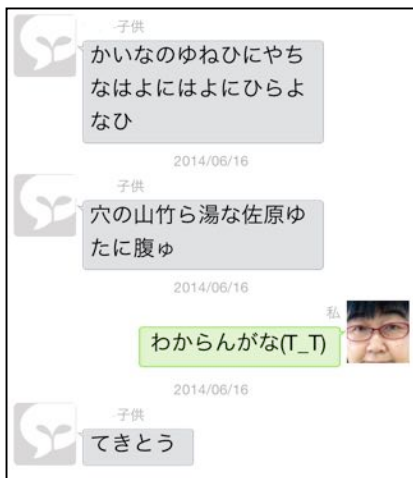 子供
かいなのゆねひにやち
なはよにはよにひらよ
なひ
2014/06/16
子供
穴の山竹ら湯な佐原ゆ
たに腹ゅ
2014/06/16
私
わからんがな(T_T)
2014/06/16
子供
てきとう